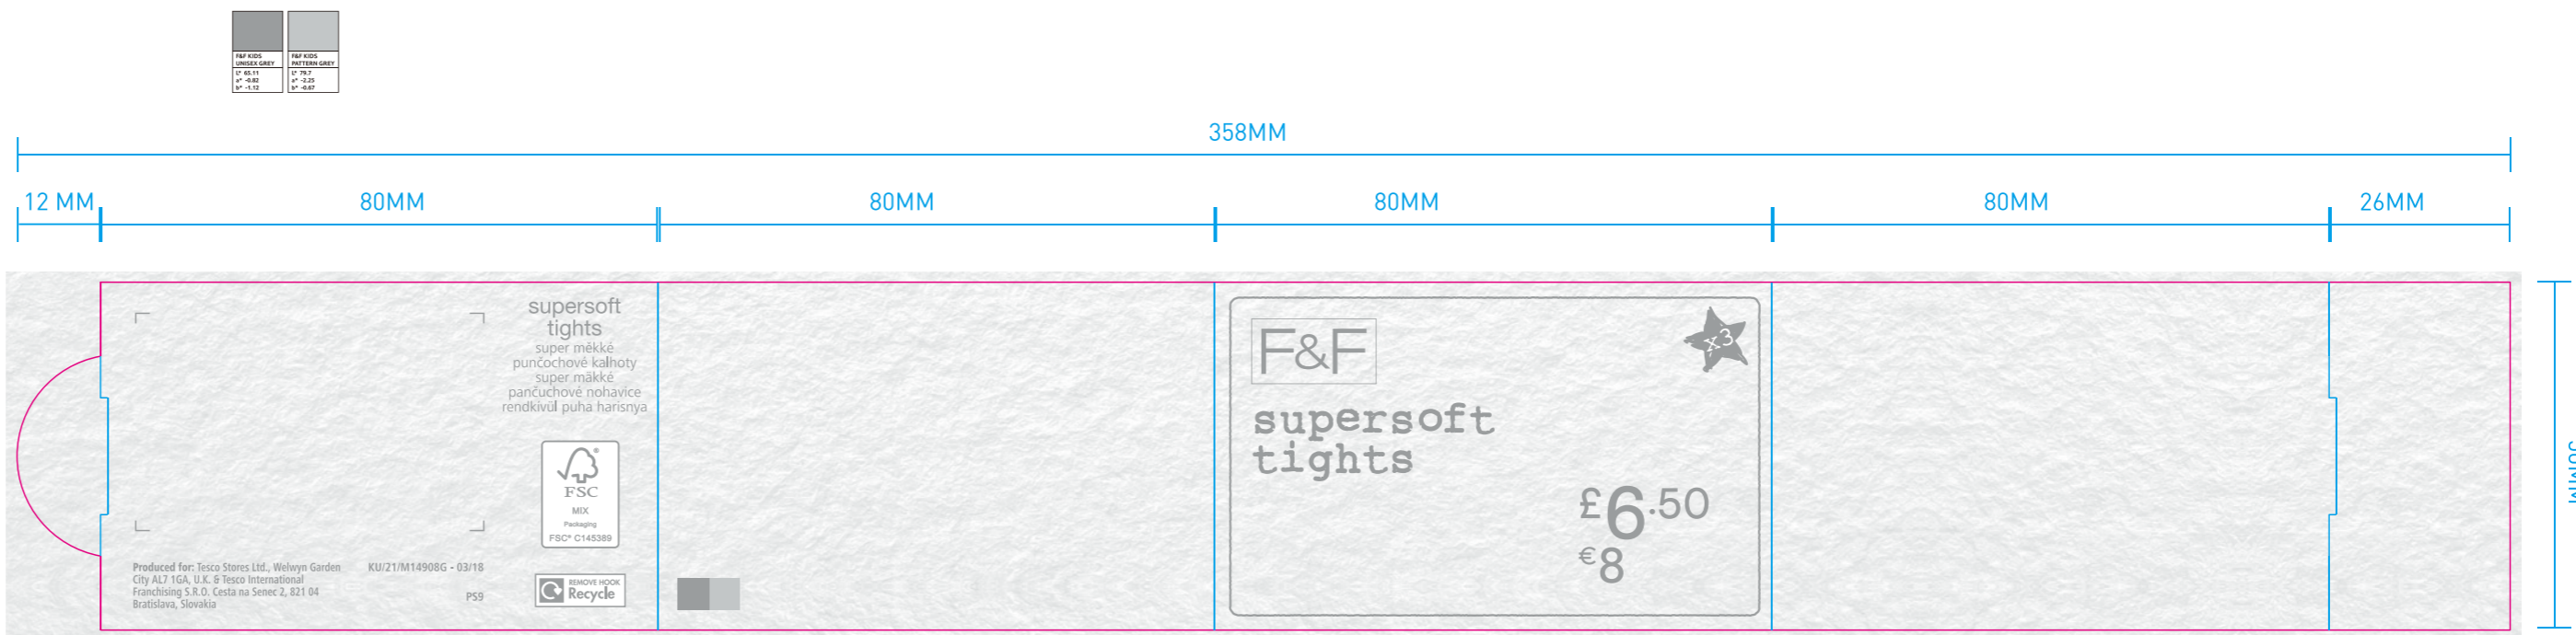 F&F KIDS
UNISEX GREY
L* 65.11
a* -0.82
b* -1.12
F&F KIDS
PATTERN GREY
L* 79.7
a* -2.25
b* -0.67
358MM
12 MM
80MM
80MM
80MM
80MM
26MM
supersoft
tights
super měkké
punčochové kalhoty
super mäkké
pančuchové nohavice
rendkivül puha harisnya
FSC
MIX
Packaging
FSC® C145389
Produced for: Tesco Stores Ltd., Welwyn Garden
City AL7 1GA, U.K. & Tesco International
Franchising S.R.O. Cesta na Senec 2, 821 04
Bratislava, Slovakia
KU/21/M14908G - 03/18
PS9
REMOVE HOOK
Recycle
F&F
x3
supersoft
tights
£6.50
€8